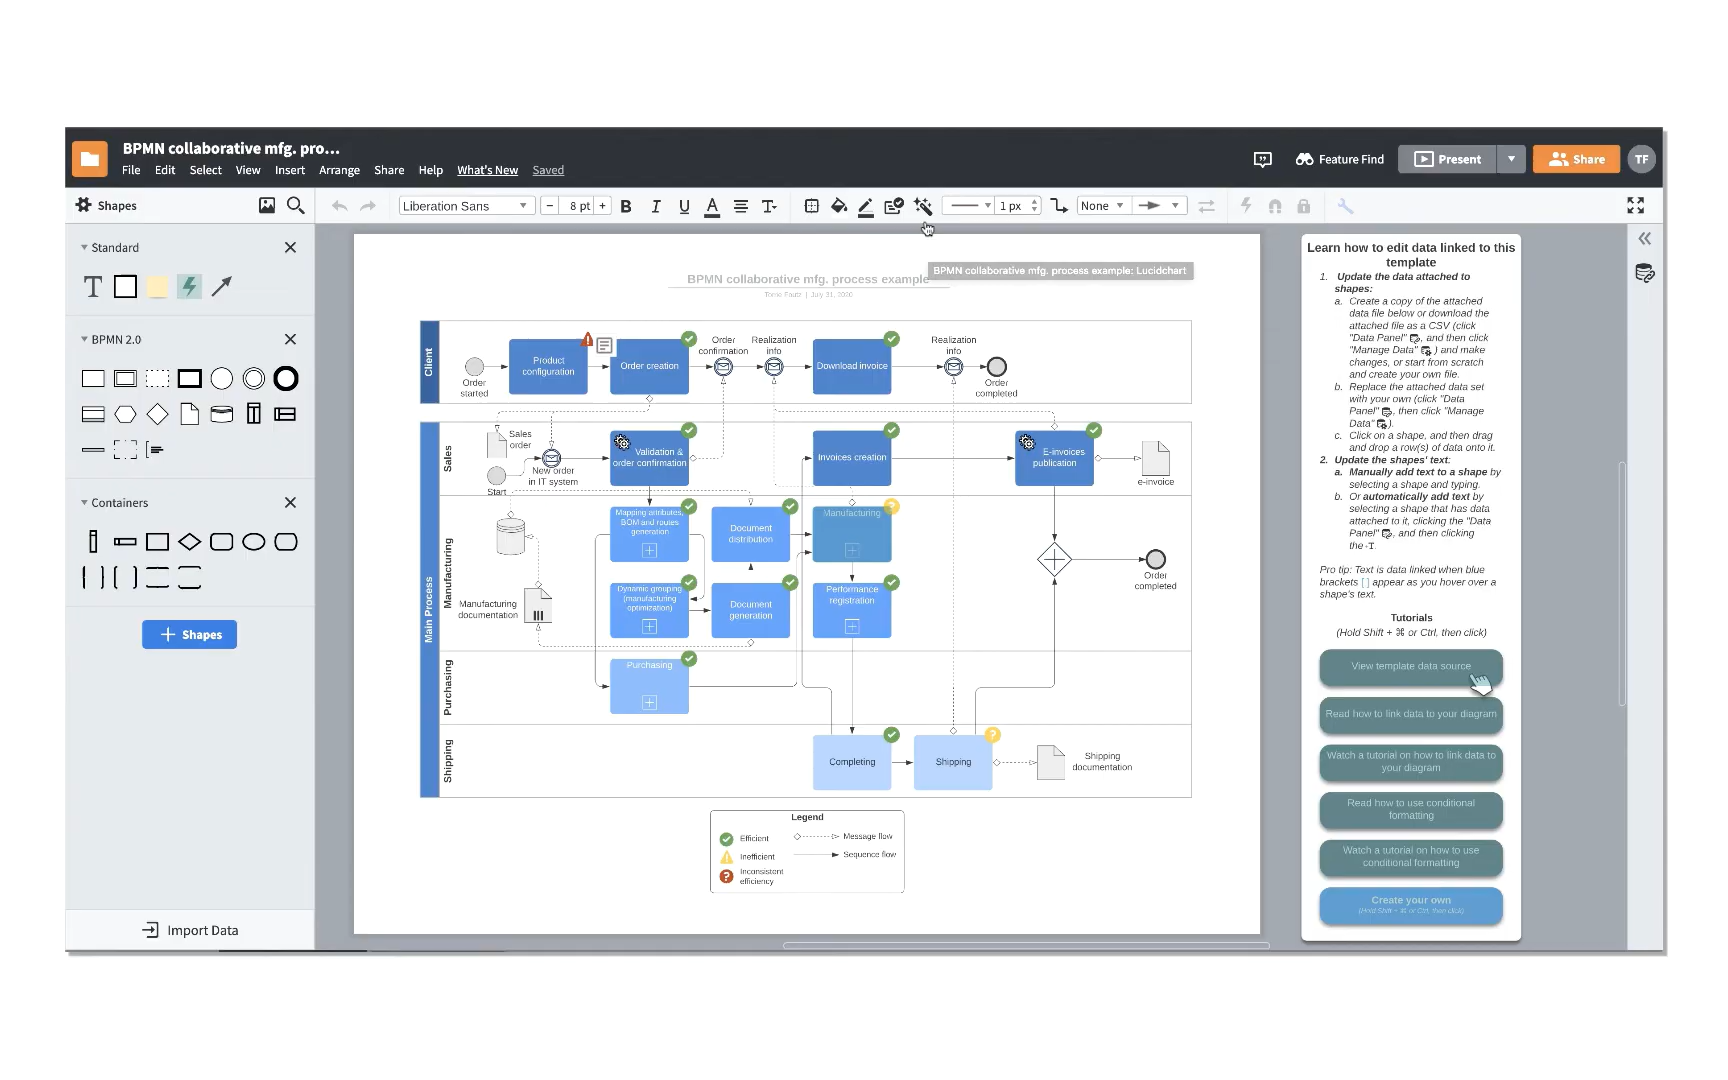 BPMN collaborative mfg. pro...
File Edit Select View Insert Arrange Share Help What's New Saved
Feature Find
Present
Share
TF
Shapes
Liberation Sans
8 pt
B I U A T
1 px
None
Standard
T
BPMN 2.0
Containers
+ Shapes
Import Data
BPMN collaborative mfg. process example
BPMN collaborative mfg. process example: Lucidchart
July 31, 2026
Client
Order
started
Product
configuration
Order creation
Order
confirmation
Realization
info
Download invoice
Realization
info
Order
completed
Main Process
Sales
Sales
order
Start
New order
in IT system
Validation &
order confirmation
Invoices creation
E-invoices
publication
e-invoice
Manufacturing
Mapping attributes,
BOM and routes
generation
Document
distribution
Manufacturing
Order
completed
Manufacturing
documentation
Dynamic grouping
(manufacturing
optimization)
Document
generation
Performance
registration
Purchasing
Purchasing
Shipping
Completing
Shipping
Shipping
documentation
Legend
Efficient
Inefficient
Inconsistent
efficiency
Message flow
Sequence flow
Learn how to edit data linked to this
template
1. Update the data attached to
shapes:
a. Create a copy of the attached
data file below or download the
attached file as a CSV (click
"Data Panel" , and then click
"Manage Data" ) and make
changes, or start from scratch
and create your own file.
b. Replace the attached data set
with your own (click "Data
Panel" , then click "Manage
Data" ).
c. Click on a shape, and then drag
and drop a row(s) of data onto it.
2. Update the shapes' text:
a. Manually add text to a shape by
selecting a shape and typing.
b. Or automatically add text by
selecting a shape that has data
attached to it, clicking the "Data
Panel" , and then clicking
the -T.
Pro tip: Text is data linked when blue
brackets [ ] appear as you hover over a
shape's text.
Tutorials
(Hold Shift + ⌘ or Ctrl, then click)
View template data source
Read how to link data to your diagram
Watch a tutorial on how to link data to
your diagram
Read how to use conditional
formatting
Watch a tutorial on how to use
conditional formatting
Create your own
(Hold Shift + ⌘ or Ctrl, then click)